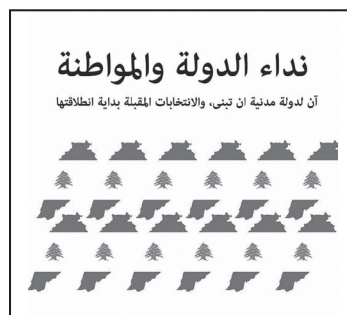 نداء الدولة والمواطنة
آن لدولة مدنية ان تبنى، والانتخابات المقبلة بداية انطلاقتها